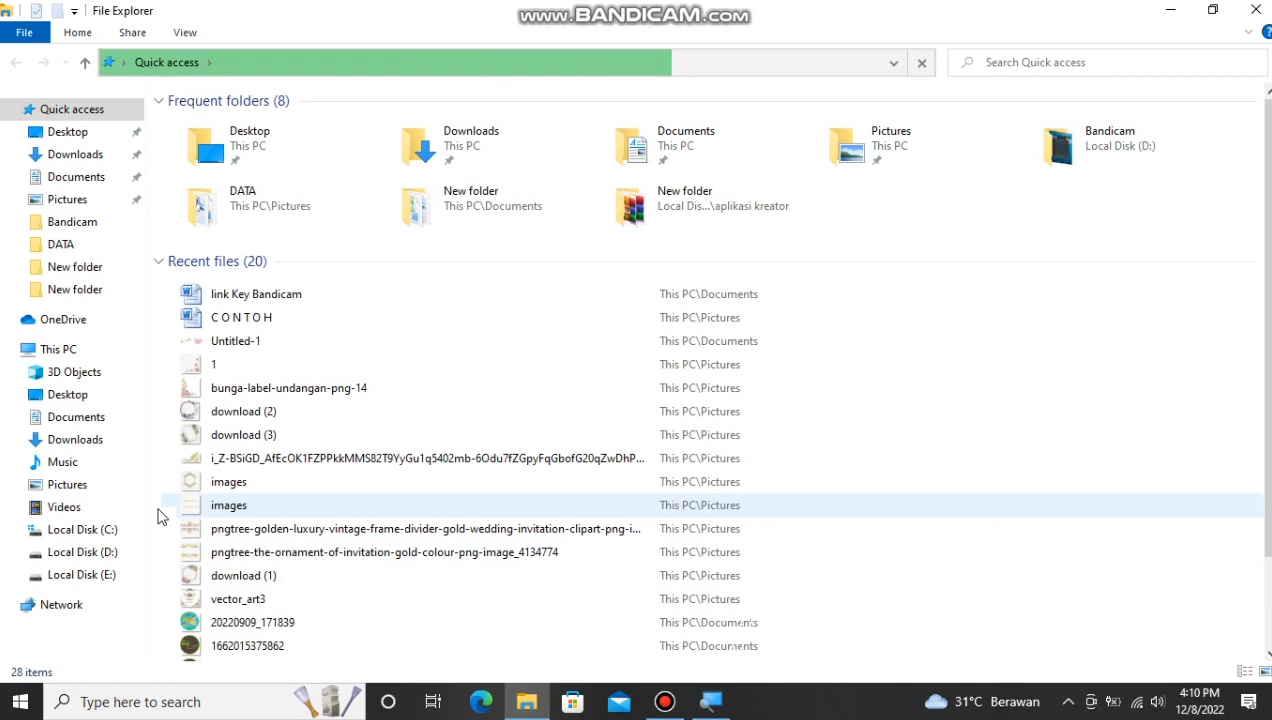 File Explorer
www.BANDICAM.com
File
Home
Share
View
Quick access
Search Quick access
Quick access
Desktop
Downloads
Documents
Pictures
Bandicam
DATA
New folder
New folder
OneDrive
This PC
3D Objects
Desktop
Documents
Downloads
Music
Pictures
Videos
Local Disk (C:)
Local Disk (D:)
Local Disk (E:)
Network
Frequent folders (8)
Desktop
This PC
Downloads
This PC
Documents
This PC
Pictures
This PC
Bandicam
Local Disk (D:)
DATA
This PC\Pictures
New folder
This PC\Documents
New folder
Local Dis...\aplikasi kreator
Recent files (20)
link Key Bandicam This PC\Documents
C O N T O H This PC\Pictures
Untitled-1 This PC\Documents
1 This PC\Pictures
bunga-label-undangan-png-14 This PC\Pictures
download (2) This PC\Pictures
download (3) This PC\Pictures
i_Z-BSiGD_AfEcOK1FZPPkkMMS82T9YyGu1q5402mb-6Odu7fZGpyFqGbofG20qZwDhP... This PC\Pictures
images This PC\Pictures
images This PC\Pictures
pngtree-golden-luxury-vintage-frame-divider-gold-wedding-invitation-clipart-png-i... This PC\Pictures
pngtree-the-ornament-of-invitation-gold-colour-png-image_4134774 This PC\Pictures
download (1) This PC\Pictures
vector_art3 This PC\Pictures
20220909_171839 This PC\Documents
1662015375862 This PC\Documents
28 items
Type here to search
31°C Berawan
4:10 PM
12/8/2022